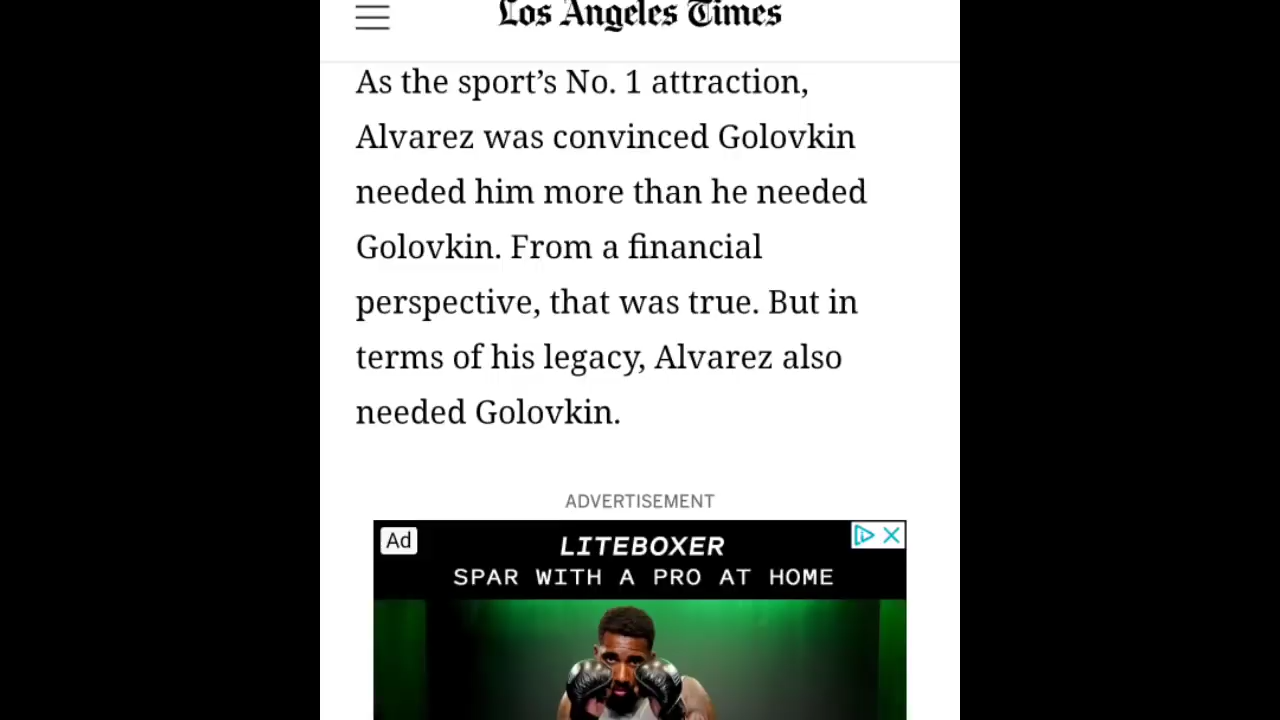 Los Angeles Times
As the sport’s No. 1 attraction,
Alvarez was convinced Golovkin
needed him more than he needed
Golovkin. From a financial
perspective, that was true. But in
terms of his legacy, Alvarez also
needed Golovkin.
ADVERTISEMENT
Ad
LITEBOXER
SPAR WITH A PRO AT HOME